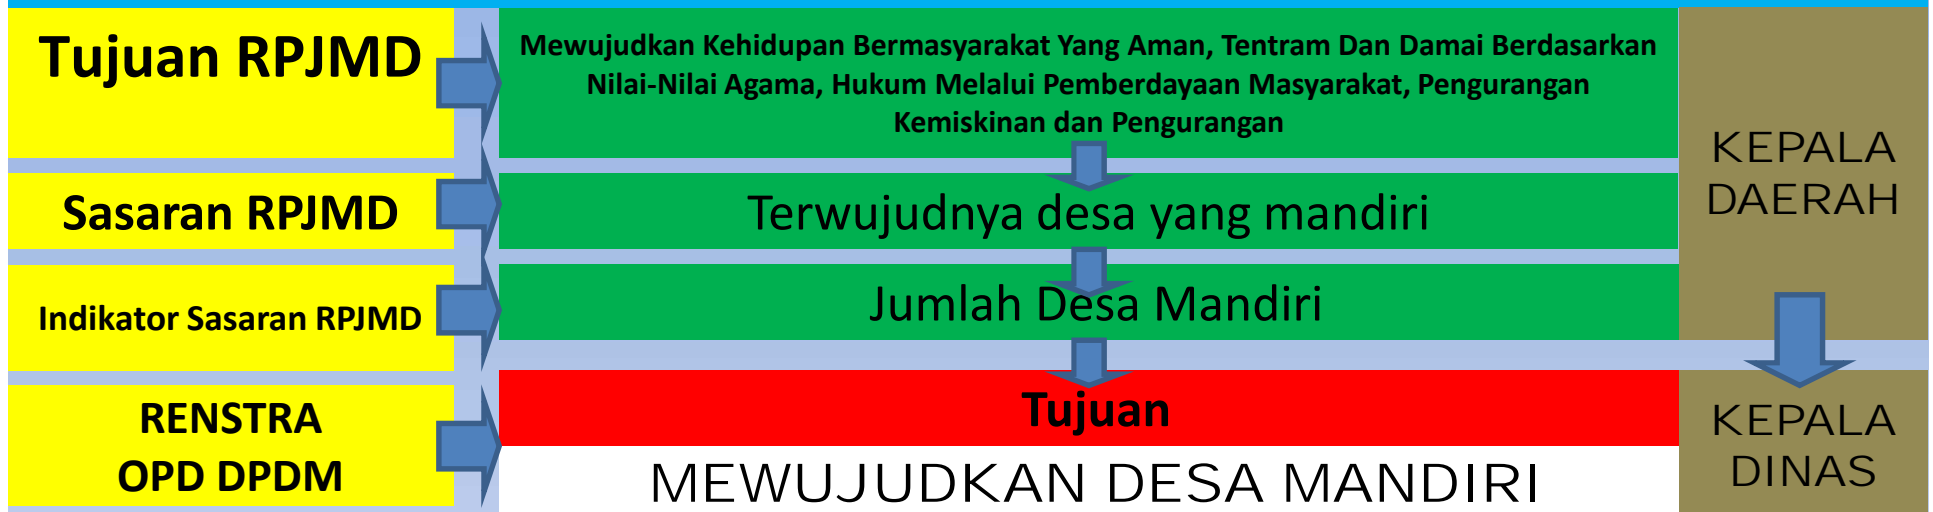 Tujuan RPJMD
Mewujudkan Kehidupan Bermasyarakat Yang Aman, Tentram Dan Damai Berdasarkan
Nilai-Nilai Agama, Hukum Melalui Pemberdayaan Masyarakat, Pengurangan
Kemiskinan dan Pengurangan
KEPALA
DAERAH
Sasaran RPJMD
Terwujudnya desa yang mandiri
Indikator Sasaran RPJMD
Jumlah Desa Mandiri
RENSTRA
OPD DPDM
Tujuan
MEWUJUDKAN DESA MANDIRI
KEPALA
DINAS